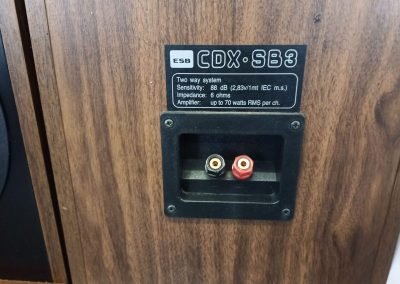 ESB CDX·SB3
Two way system
Sensitivity: 88 dB (2,83v/1mt IEC m.s.)
Impedance: 6 ohms
Amplifier: up to 70 watts RMS per ch.